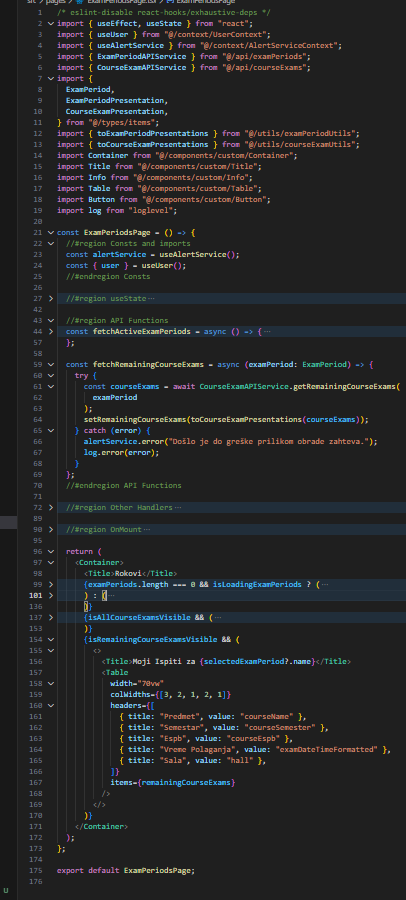 src > pages > ExamPeriodsPage.tsx > ExamPeriodsPage
1 /* eslint-disable react-hooks/exhaustive-deps */
2 import { useEffect, useState } from "react";
3 import { useUser } from "@/context/UserContext";
4 import { useAlertService } from "@/context/AlertServiceContext";
5 import { ExamPeriodAPIService } from "@/api/examPeriods";
6 import { CourseExamAPIService } from "@/api/courseExams";
7 import {
8 ExamPeriod,
9 ExamPeriodPresentation,
10 CourseExamPresentation,
11 } from "@/types/items";
12 import { toExamPeriodPresentations } from "@/utils/examPeriodUtils";
13 import { toCourseExamPresentations } from "@/utils/courseExamUtils";
14 import Container from "@/components/custom/Container";
15 import Title from "@/components/custom/Title";
16 import Info from "@/components/custom/Info";
17 import Table from "@/components/custom/Table";
18 import Button from "@/components/custom/Button";
19 import log from "loglevel";
20
21 const ExamPeriodsPage = () => {
22 //#region Consts and imports
23 const alertService = useAlertService();
24 const { user } = useUser();
25 //#endregion Consts
26
27 //#region useState ···
42
43 //#region API Functions
44 const fetchActiveExamPeriods = async () => { ···
57 };
58
59 const fetchRemainingCourseExams = async (examPeriod: ExamPeriod) => {
60 try {
61 const courseExams = await CourseExamAPIService.getRemainingCourseExams(
62 examPeriod
63 );
64 setRemainingCourseExams(toCourseExamPresentations(courseExams));
65 } catch (error) {
66 alertService.error("Došlo je do greške prilikom obrade zahteva.");
67 log.error(error);
68 }
69 };
70 //#endregion API Functions
71
72 //#region Other Handlers ···
89
90 //#region OnMount ···
95
96 return (
97 <Container>
98 <Title>Rokovi</Title>
99 {examPeriods.length === 0 && isLoadingExamPeriods ? ( ···
101 ) : ( ···
136 )}
137 {isAllCourseExamsVisible && ( ···
153 )}
154 {isRemainingCourseExamsVisible && (
155 <>
156 <Title>Moji Ispiti za {selectedExamPeriod?.name}</Title>
157 <Table
158 width="70vw"
159 colWidths={[3, 2, 1, 2, 1]}
160 headers={[
161 { title: "Predmet", value: "courseName" },
162 { title: "Semestar", value: "courseSemester" },
163 { title: "Espb", value: "courseEspb" },
164 { title: "Vreme Polaganja", value: "examDateTimeFormatted" },
165 { title: "Sala", value: "hall" },
166 ]}
167 items={remainingCourseExams}
168 />
169 </>
170 )}
171 </Container>
172 );
173 };
174
175 export default ExamPeriodsPage;
176
U